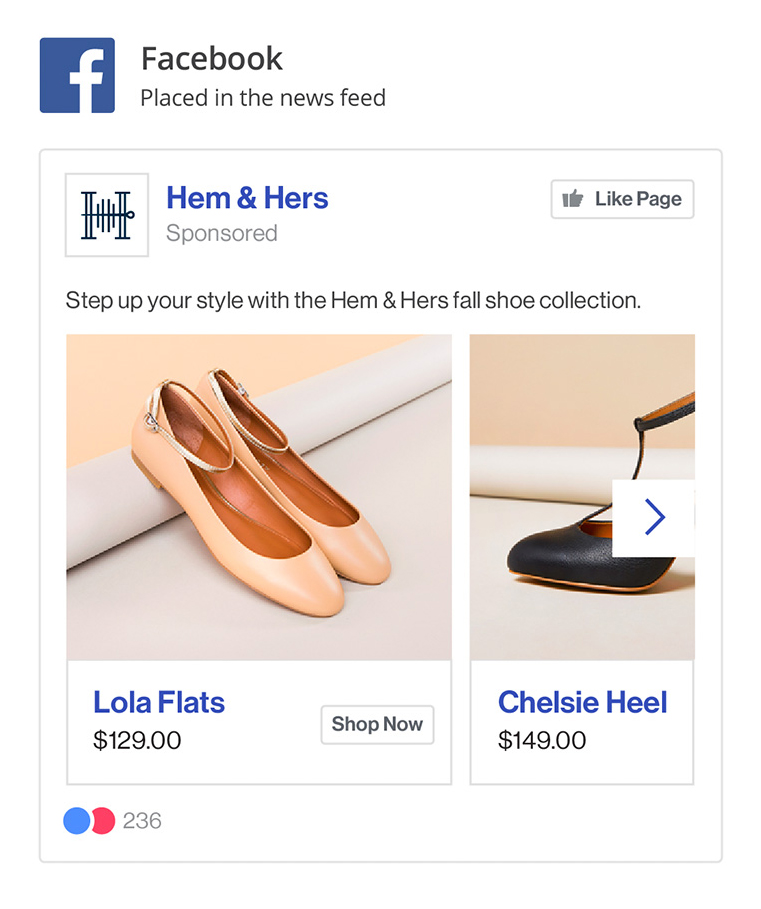 Facebook
Placed in the news feed
Hem & Hers
Sponsored
Like Page
Step up your style with the Hem & Hers fall shoe collection.
Lola Flats
$129.00
Shop Now
Chelsie Heel
$149.00
236